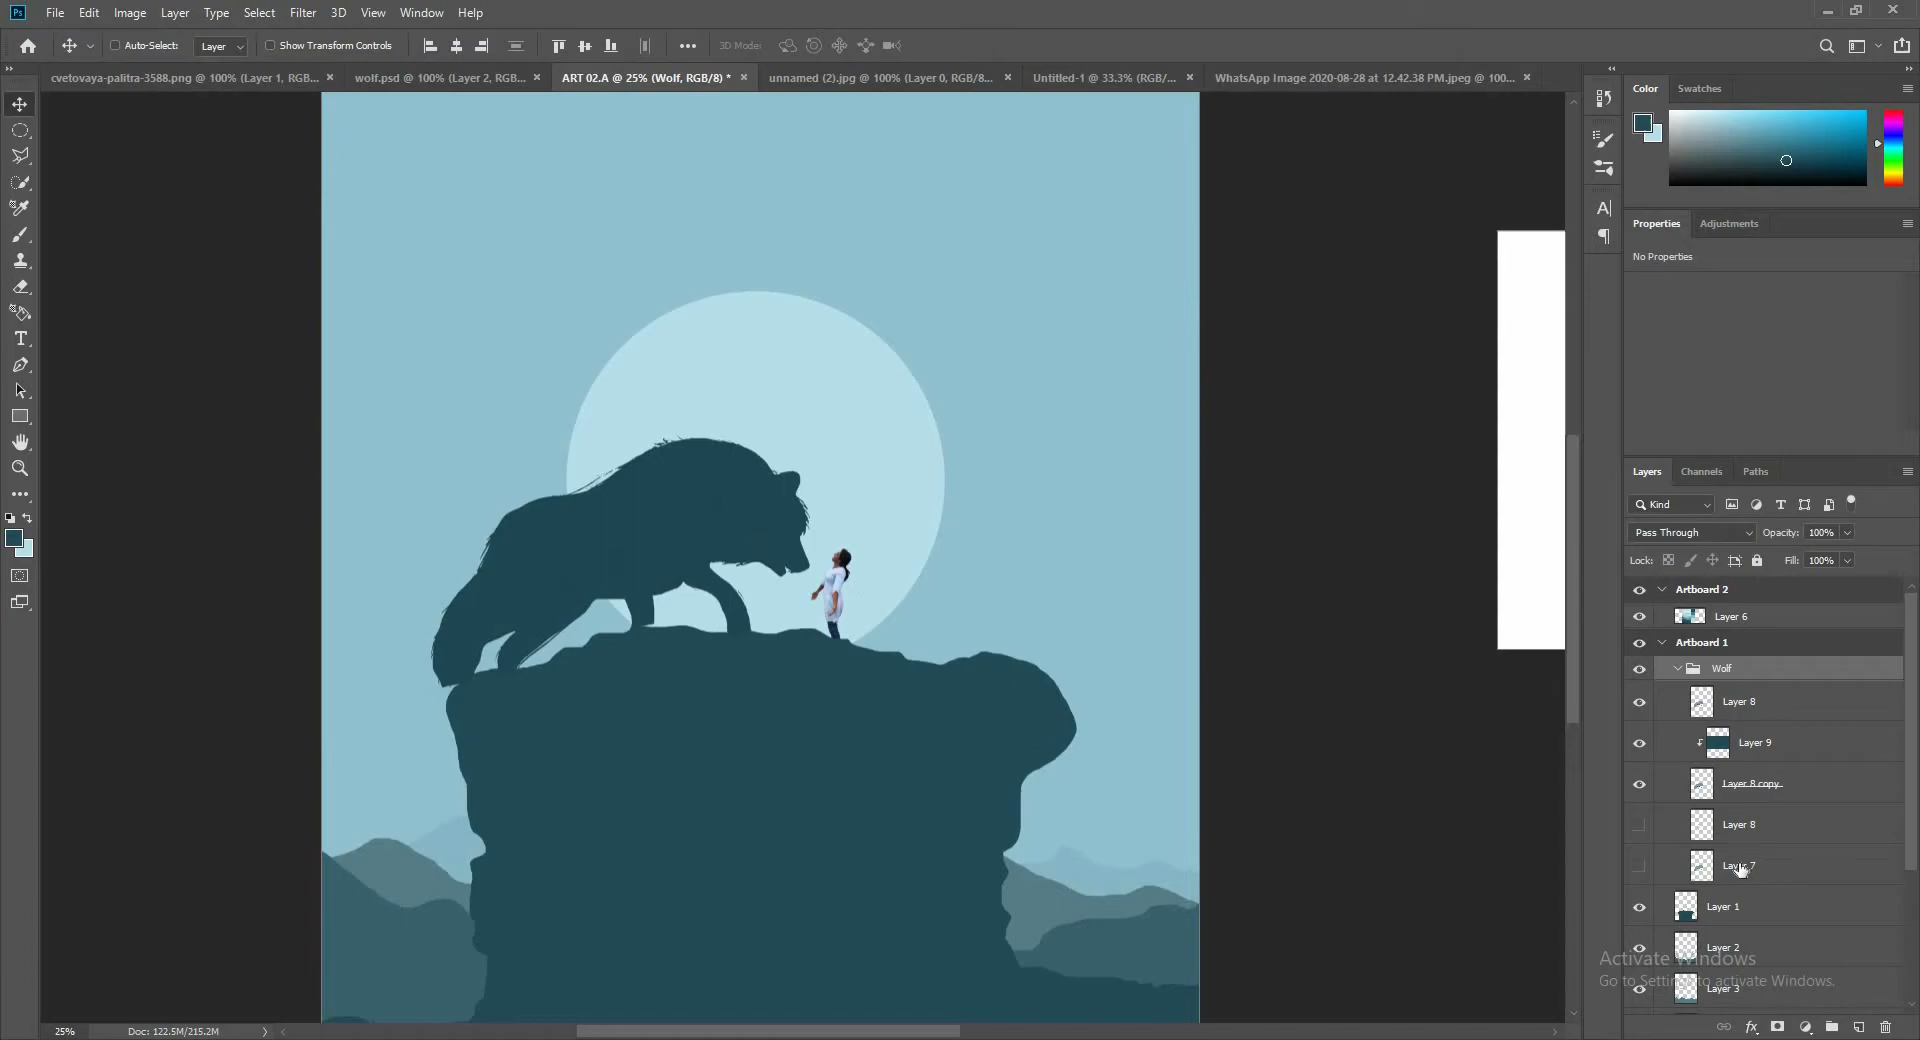 Ps File Edit Image Layer Type Select Filter 3D View Window Help
Auto-Select: Layer Show Transform Controls ••• 3D Mode:
cvetovaya-palitra-3588.png @ 100% (Layer 1, RGB... × wolf.psd @ 100% (Layer 2, RGB... × ART 02.A @ 25% (Wolf, RGB/8) * × unnamed (2).jpg @ 100% (Layer 0, RGB/8... × Untitled-1 @ 33.3% (RGB/... × WhatsApp Image 2020-08-28 at 12.42.38 PM.jpeg @ 100... ×
Color Swatches
Properties Adjustments
No Properties
Layers Channels Paths
Kind
Pass Through Opacity: 100%
Lock: Fill: 100%
Artboard 2
Layer 6
Artboard 1
Wolf
Layer 8
Layer 9
Layer 8 copy
Layer 8
Layer 7
Layer 1
Layer 2
Activate Windows
Go to Settings to activate Windows.
Layer 3
25% Doc: 122.5M/215.2M